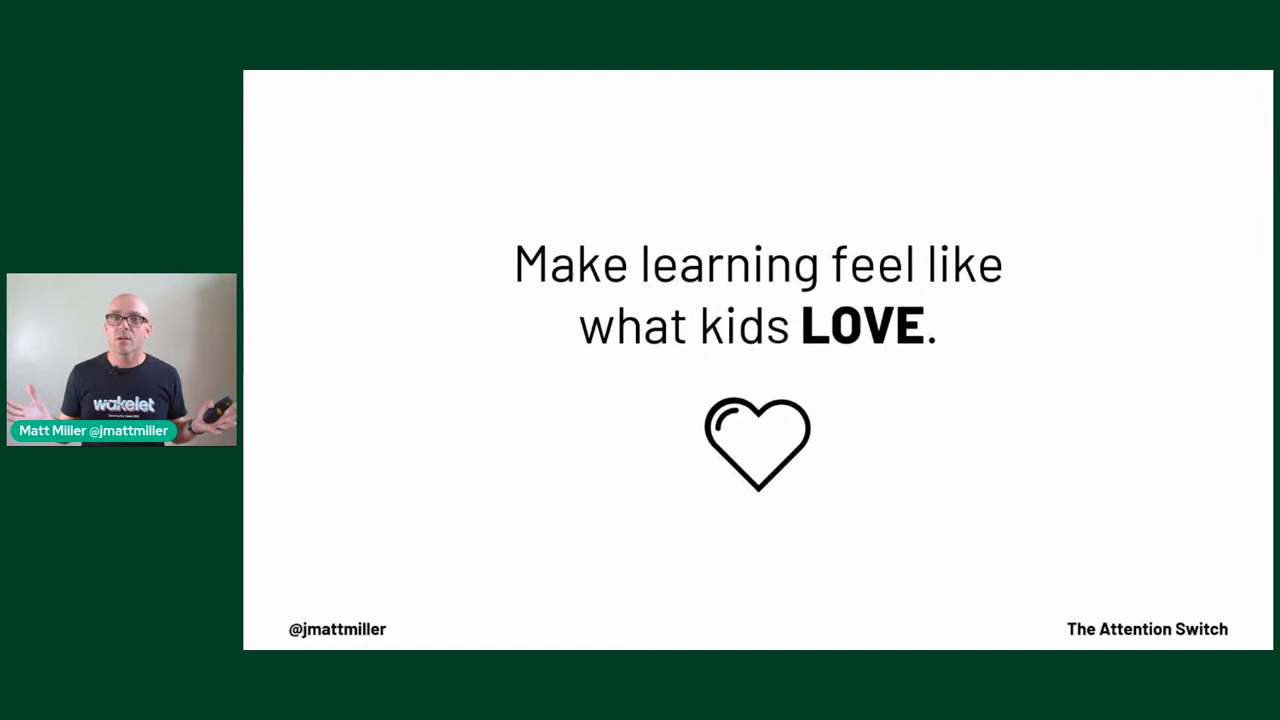 Make learning feel like
what kids LOVE.
wakelet
Matt Miller @jmattmiller
@jmattmiller
The Attention Switch